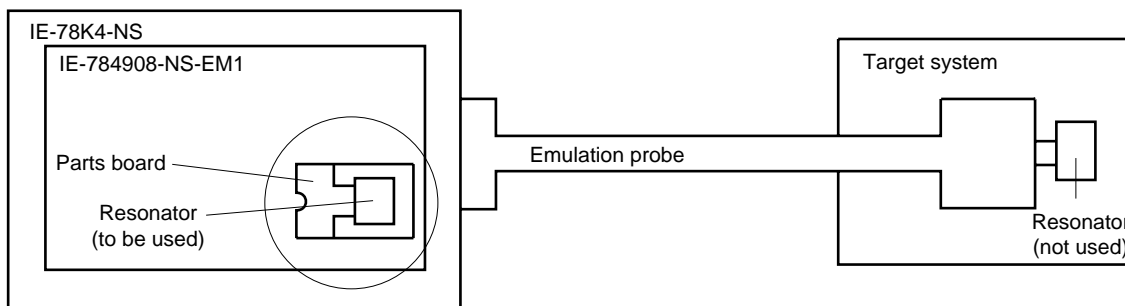 IE-78K4-NS
IE-784908-NS-EM1
Target system
Parts board
Emulation probe
Resonator
(to be used)
Resonator
(not used)